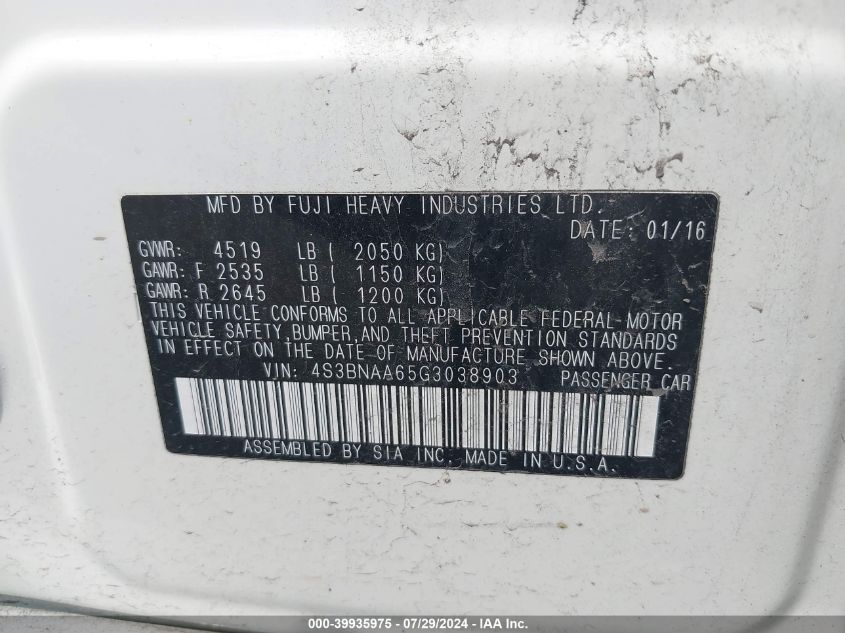 MFD BY FUJI HEAVY INDUSTRIES LTD.
DATE: 01/16
GVWR: 4519 LB ( 2050 KG)
GAWR: F 2535 LB ( 1150 KG)
GAWR: R 2645 LB ( 1200 KG)
THIS VEHICLE CONFORMS TO ALL APPLICABLE FEDERAL MOTOR
VEHICLE SAFETY, BUMPER, AND THEFT PREVENTION STANDARDS
IN EFFECT ON THE DATE OF MANUFACTURE SHOWN ABOVE.
VIN: 4S3BNAA65G3038903 PASSENGER CAR
ASSEMBLED BY SIA INC. MADE IN U.S.A.
000-39935975 - 07/29/2024 - IAA Inc.